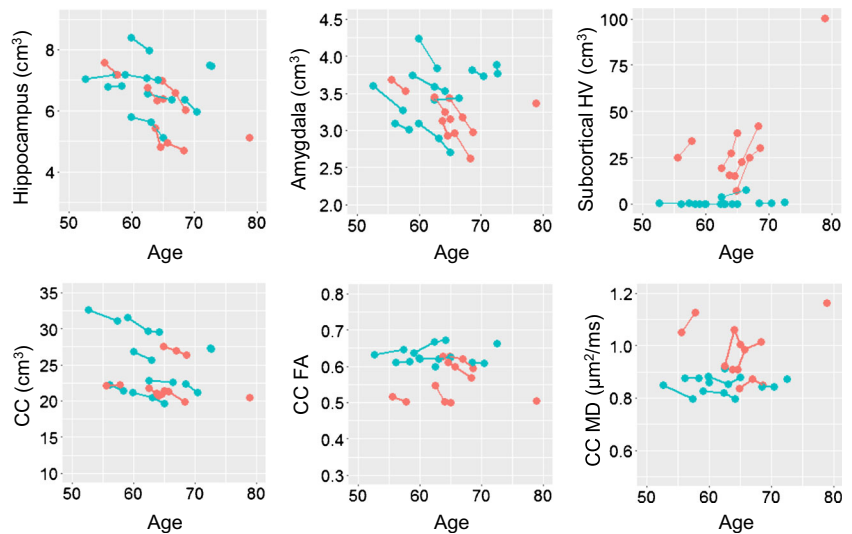 Hippocampus (cm³)
8
6
4
50 60 70 80
Age
Amygdala (cm³)
4.5
4.0
3.5
3.0
2.5
2.0
50 60 70 80
Age
Subcortical HV (cm³)
100
75
50
25
0
50 60 70 80
Age
CC (cm³)
35
30
25
20
15
10
50 60 70 80
Age
CC FA
0.8
0.7
0.6
0.5
0.4
0.3
50 60 70 80
Age
CC MD (µm²/ms)
1.2
1.0
0.8
0.6
50 60 70 80
Age